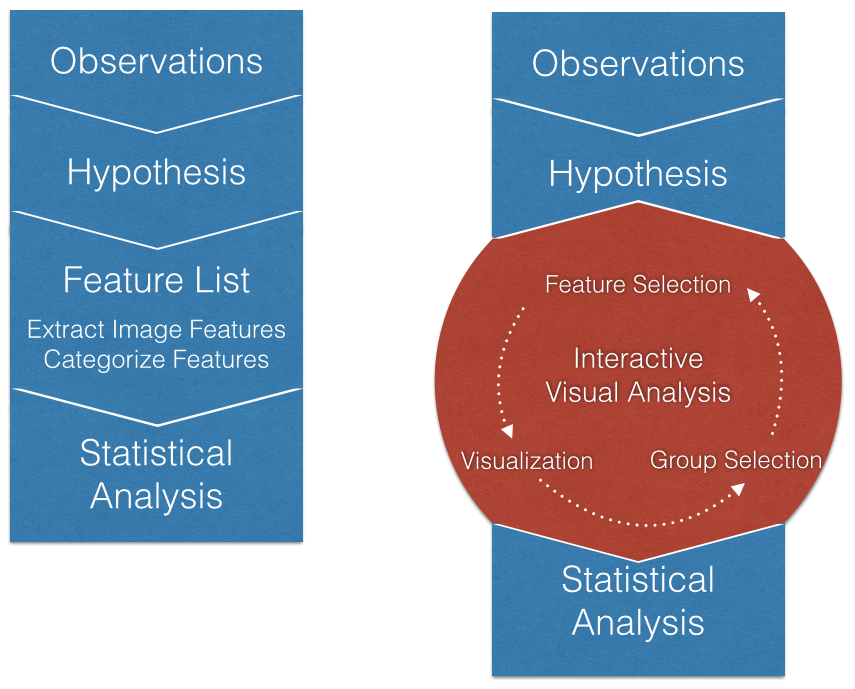 Observations
Hypothesis
Feature List
Extract Image Features
Categorize Features
Statistical
Analysis
Observations
Hypothesis
Feature Selection
Interactive
Visual Analysis
Visualization
Group Selection
Statistical
Analysis